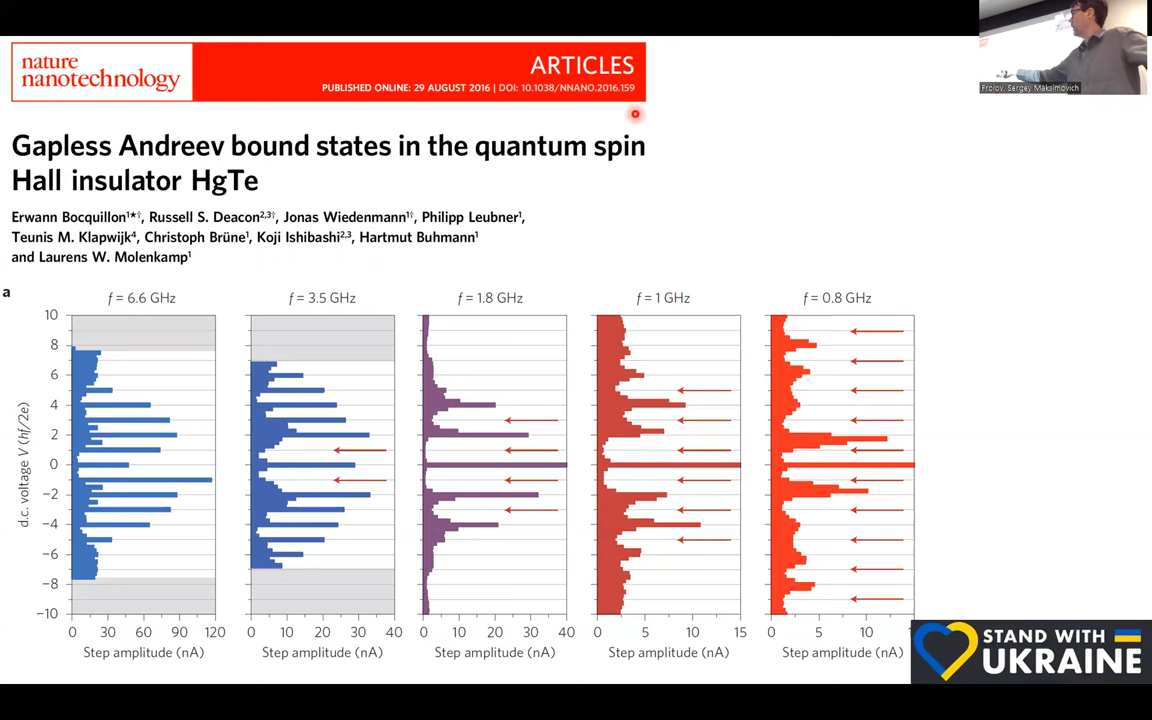 Frolov, Sergey Maksimovich
nature
nanotechnology
ARTICLES
PUBLISHED ONLINE: 29 AUGUST 2016 | DOI: 10.1038/NNANO.2016.159
Gapless Andreev bound states in the quantum spin
Hall insulator HgTe
Erwann Bocquillon¹*†, Russell S. Deacon²,³†, Jonas Wiedenmann¹†, Philipp Leubner¹,
Teunis M. Klapwijk⁴, Christoph Brüne¹, Koji Ishibashi²,³, Hartmut Buhmann¹
and Laurens W. Molenkamp¹
a
f = 6.6 GHz f = 3.5 GHz f = 1.8 GHz f = 1 GHz f = 0.8 GHz
d.c. voltage V (hf/2e)
10
8
6
4
2
0
−2
−4
−6
−8
−10
0 30 60 90 120 0 10 20 30 40 0 10 20 30 40 0 5 10 15 0 5 10
Step amplitude (nA) Step amplitude (nA) Step amplitude (nA) Step amplitude (nA) Step amplitude (nA)
STAND WITH
UKRAINE